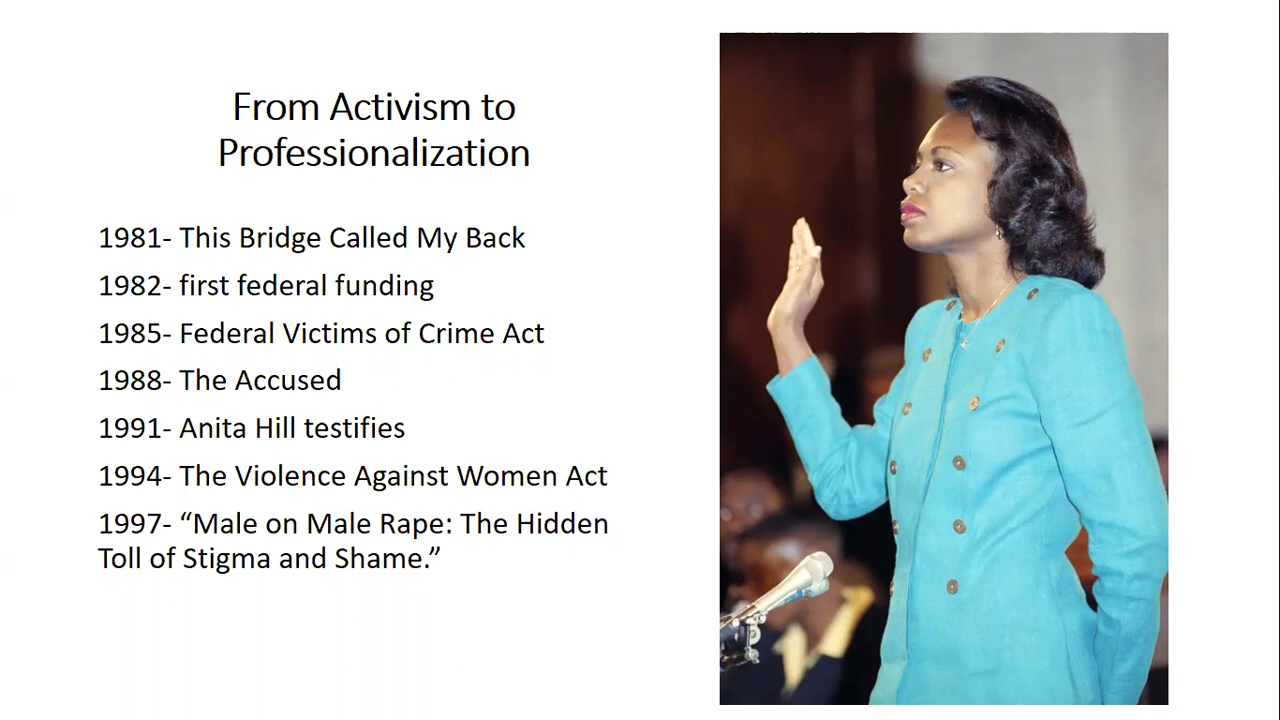 From Activism to
Professionalization
1981- This Bridge Called My Back
1982- first federal funding
1985- Federal Victims of Crime Act
1988- The Accused
1991- Anita Hill testifies
1994- The Violence Against Women Act
1997- “Male on Male Rape: The Hidden
Toll of Stigma and Shame.”